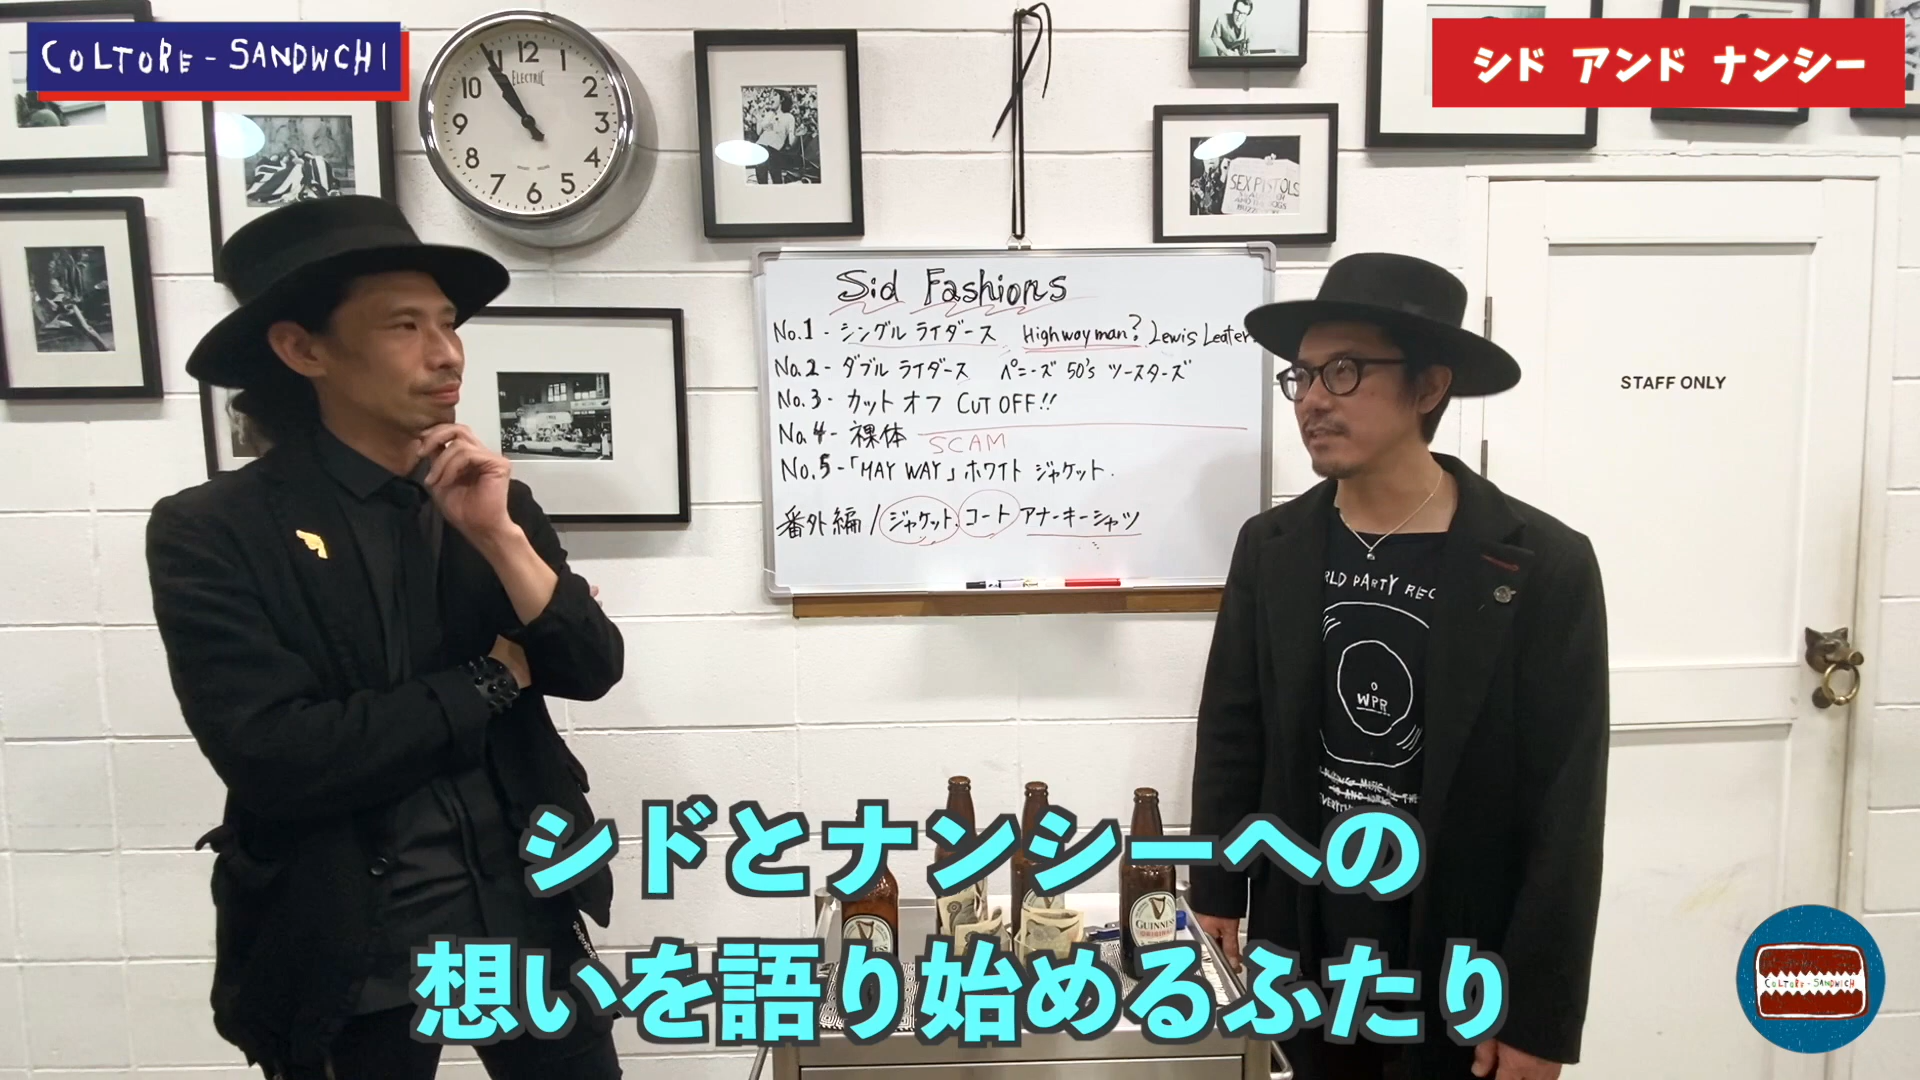 COLTORE-SANDWCHI
シド アンド ナンシー
12
1
2
3
4
5
6
7
8
9
10
11
ELECTRIC
SEX PISTOLS
Sid Fashions
No.1 - シングル ライダース Highwayman? Lewis Leater
No.2 - ダブル ライダース ペニーズ 50's ツースターズ
No.3 - カット オフ CUT OFF!!
No.4 - 裸体 SCAM
No.5 -「MAY WAY」ホワイト ジャケット.
番外編 / ジャケット、コート アナーキーシャツ
STAFF ONLY
RLD PARTY REC
WPR
GUINNESS
ORIGINAL
シドとナンシーへの
想いを語り始めるふたり
COLTORE-SANDWICH